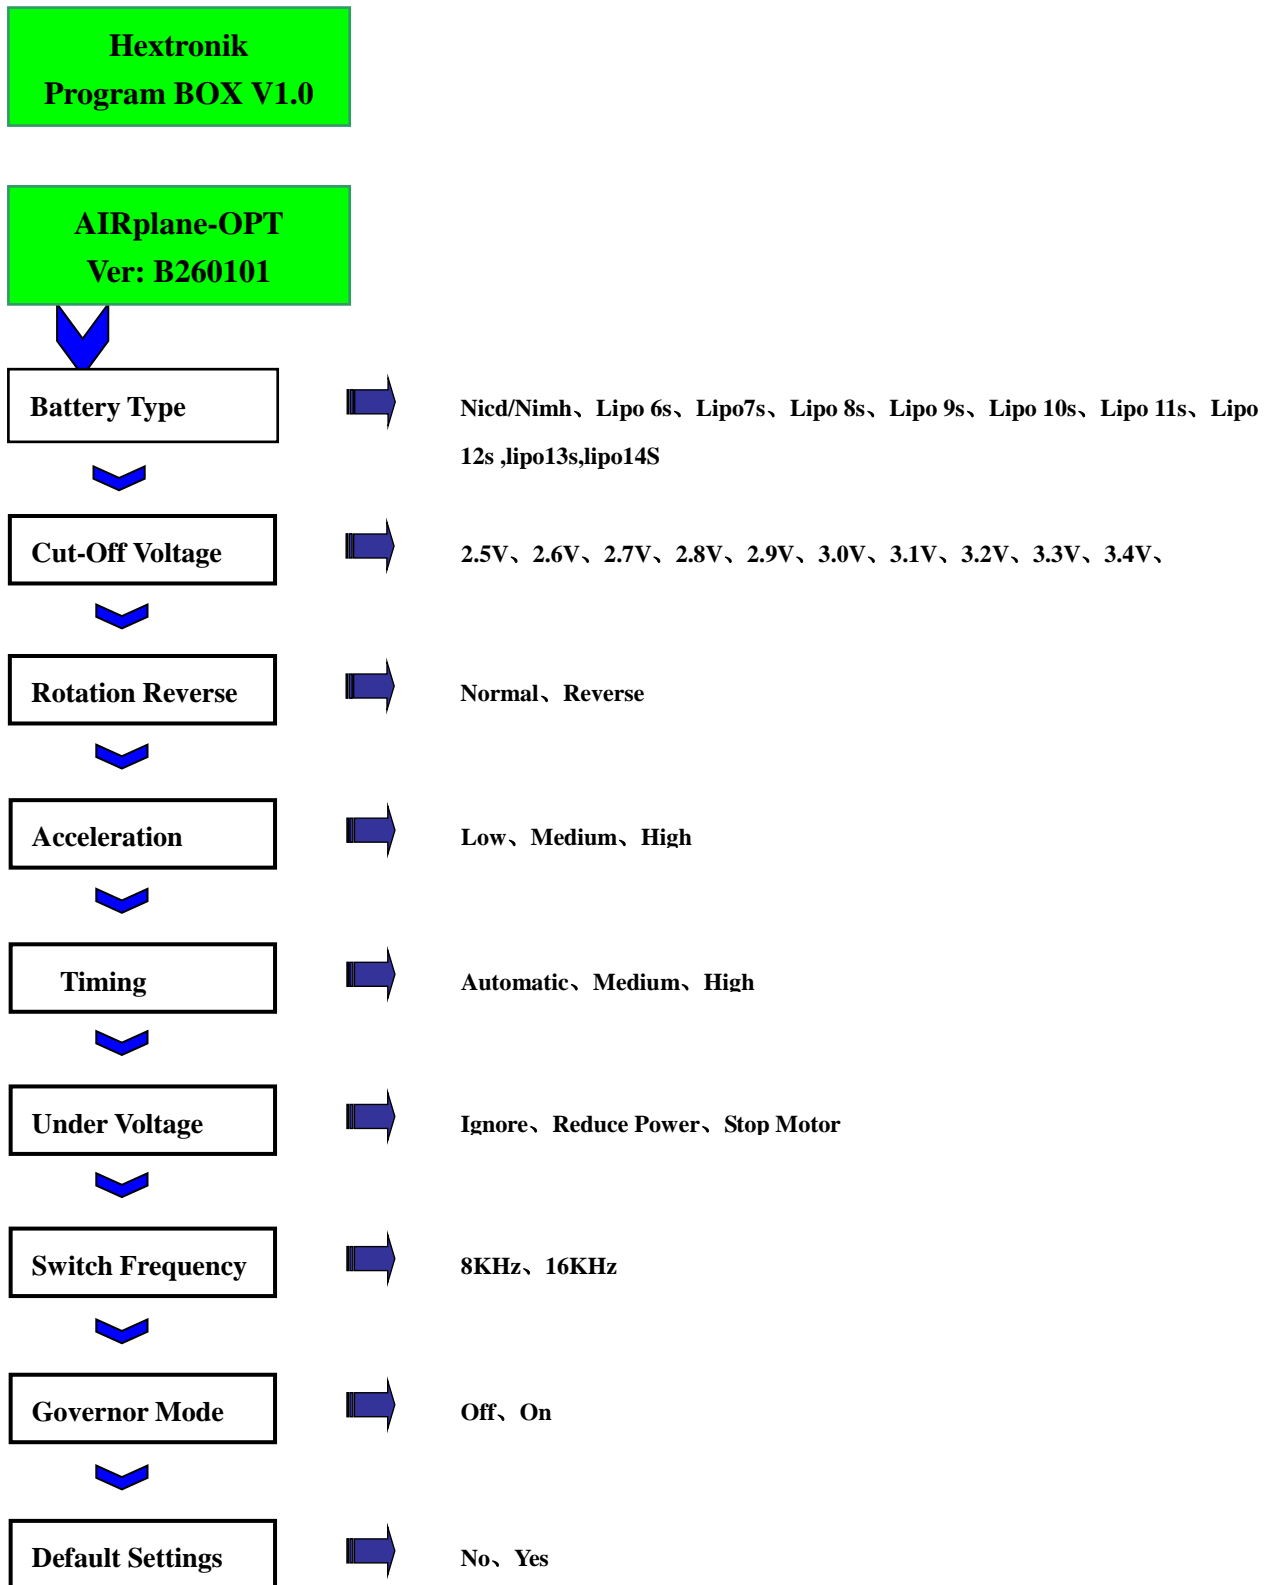 Hextronik
Program BOX V1.0
AIRplane-OPT
Ver: B260101
Battery Type
Nicd/Nimh、Lipo 6s、Lipo7s、Lipo 8s、Lipo 9s、Lipo 10s、Lipo 11s、Lipo
12s ,lipo13s,lipo14S
Cut-Off Voltage
2.5V、2.6V、2.7V、2.8V、2.9V、3.0V、3.1V、3.2V、3.3V、3.4V、
Rotation Reverse
Normal、Reverse
Acceleration
Low、Medium、High
Timing
Automatic、Medium、High
Under Voltage
Ignore、Reduce Power、Stop Motor
Switch Frequency
8KHz、16KHz
Governor Mode
Off、On
Default Settings
No、Yes